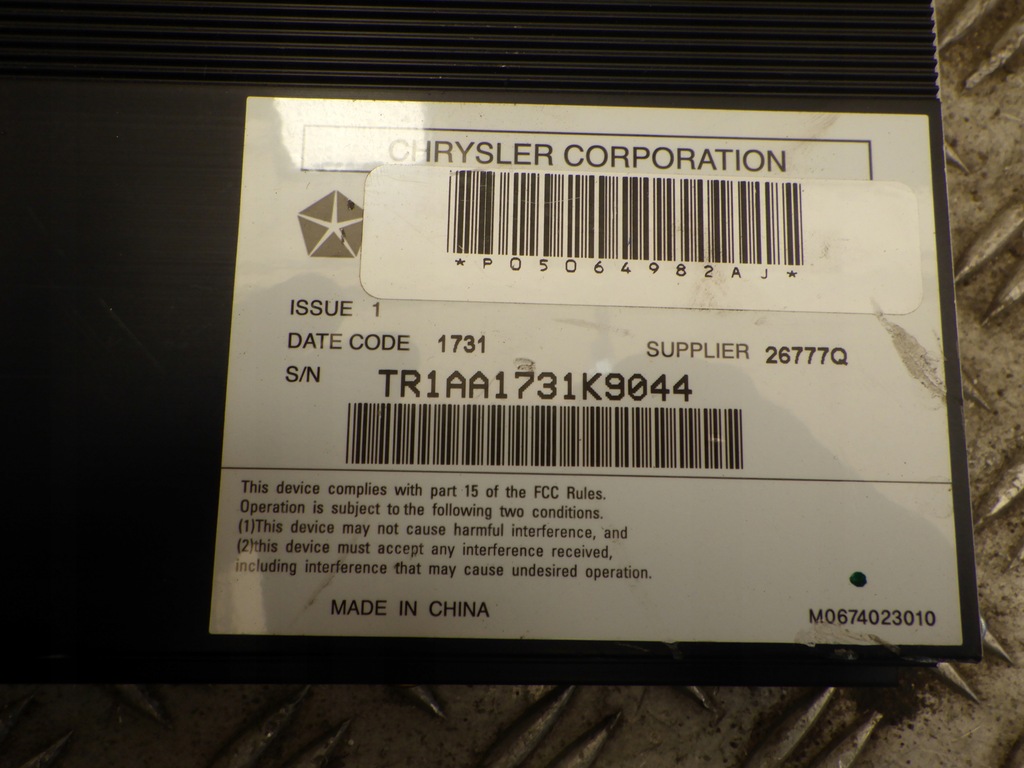 CHRYSLER CORPORATION
*P05064982AJ*
ISSUE 1
DATE CODE 1731 SUPPLIER 26777Q
S/N TR1AA1731K9044
This device complies with part 15 of the FCC Rules.
Operation is subject to the following two conditions.
(1)This device may not cause harmful interference, and
(2)this device must accept any interference received,
including interference that may cause undesired operation.
MADE IN CHINA M0674023010